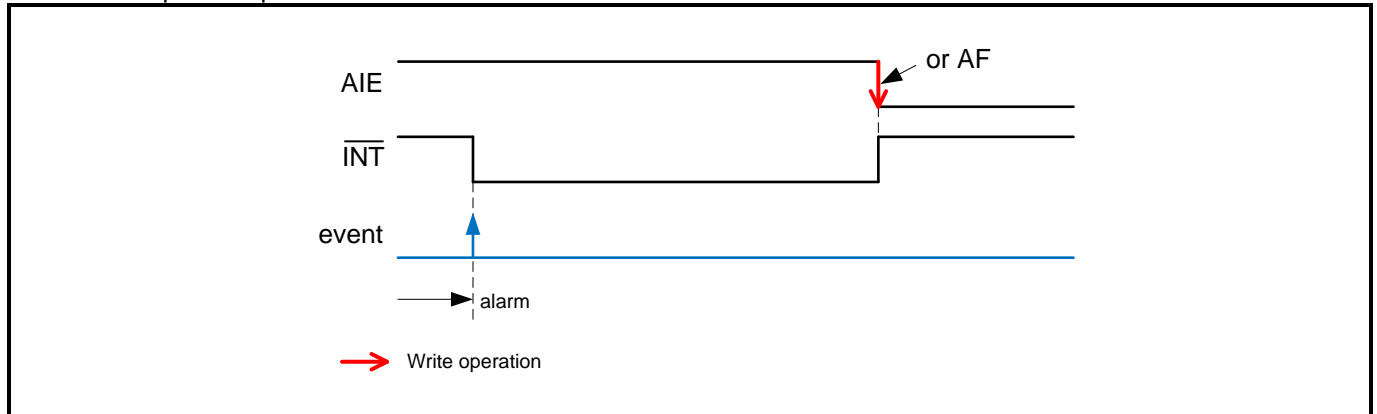 or AF
AIE
INT
event
alarm
Write operation